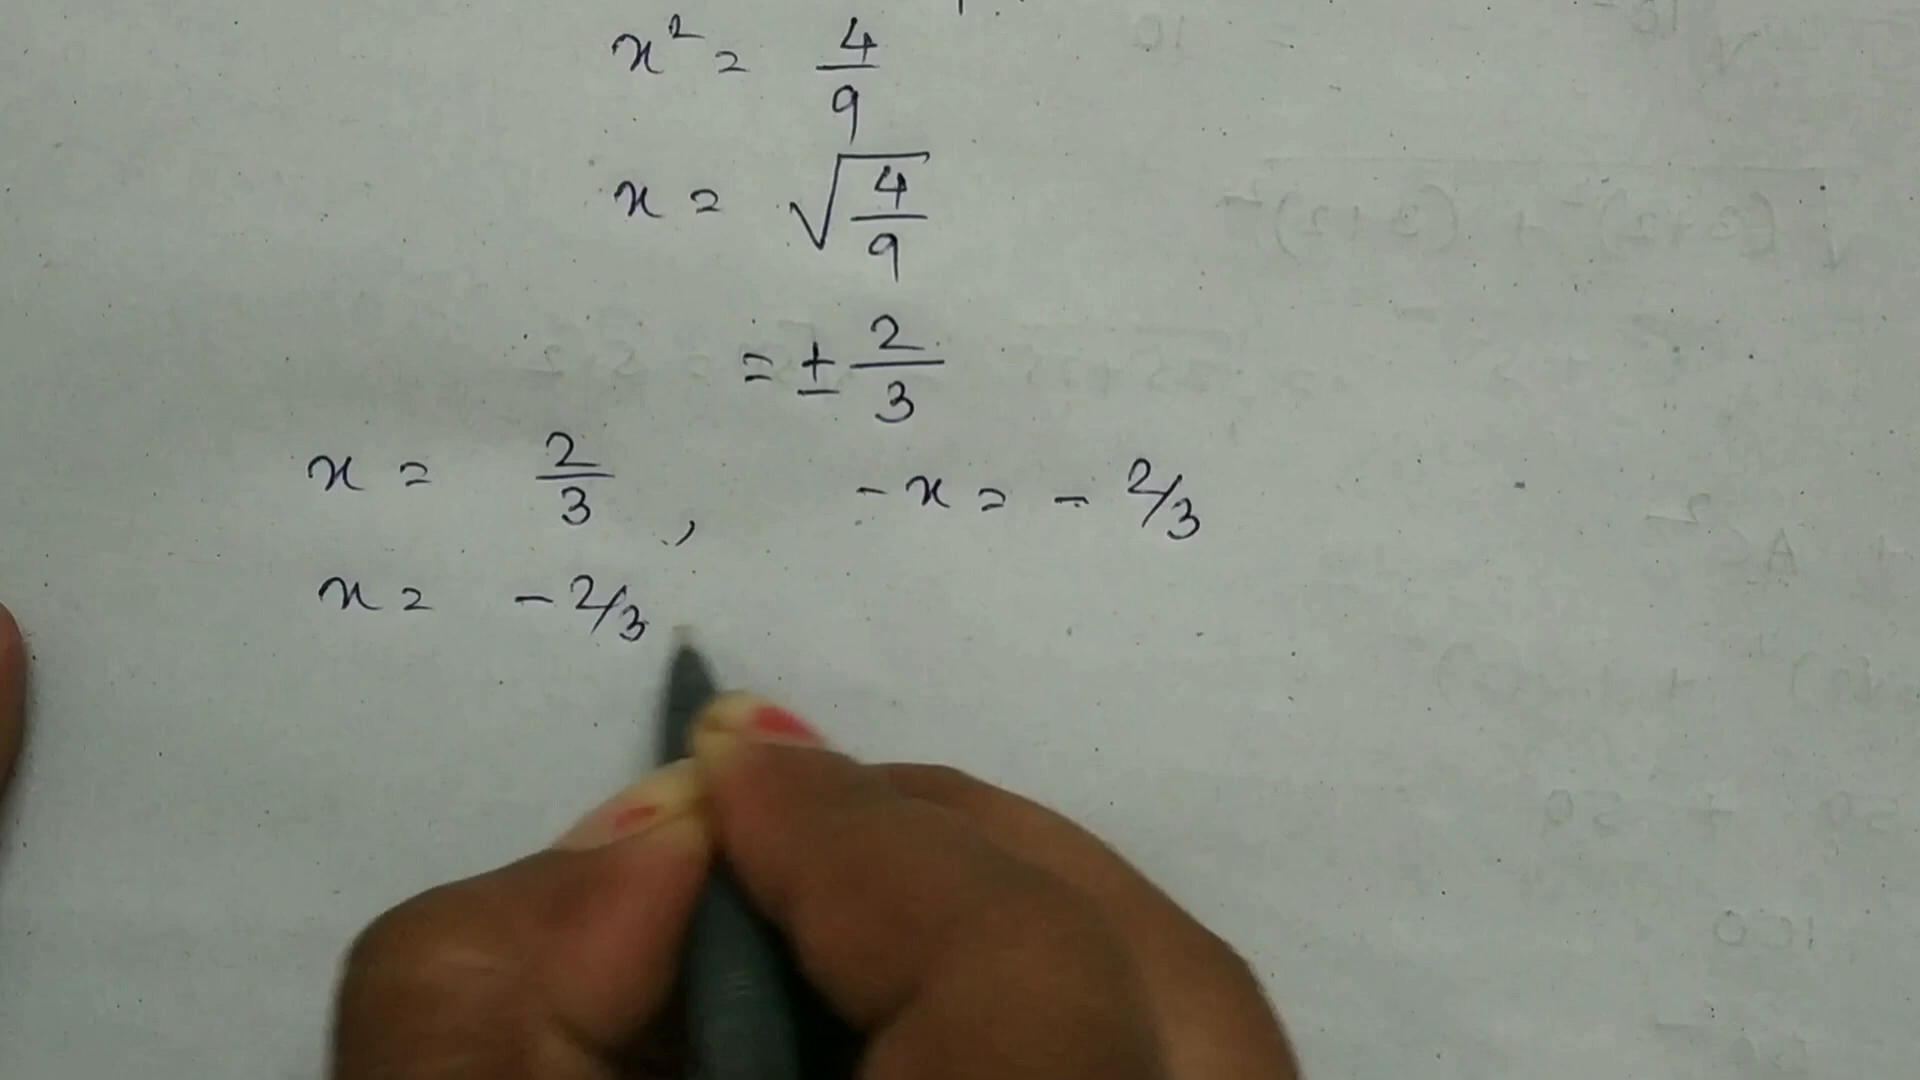 x² = 4/9
x = √(4/9)
= ± 2/3
x = 2/3 , - x = - 2/3
x = - 2/3